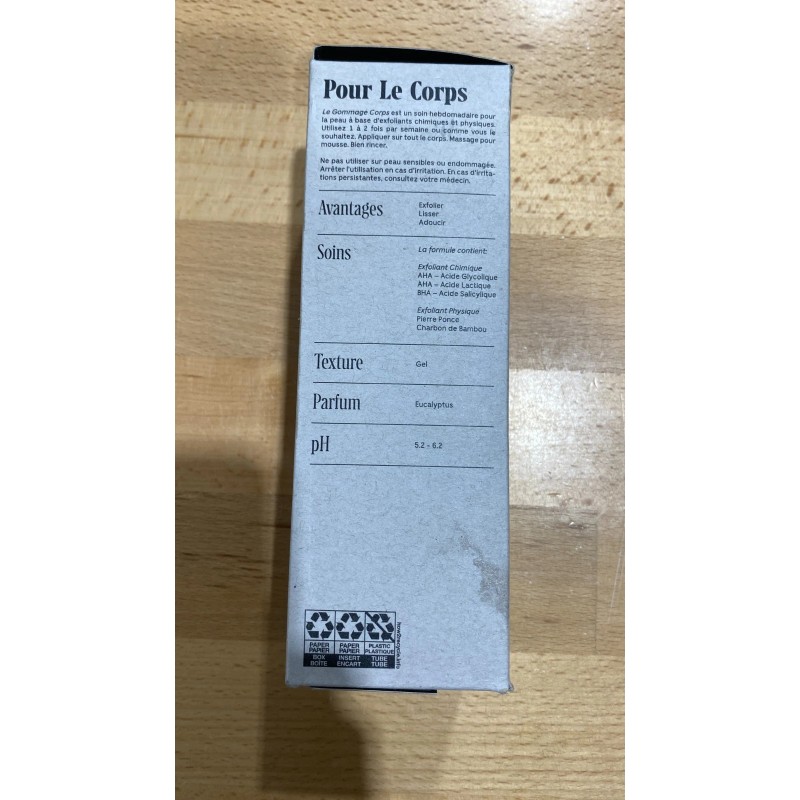 Pour Le Corps
Le Gommage Corps est un soin hebdomadaire pour
la peau à base d'exfoliants chimiques et physiques.
Utilisez 1 à 2 fois par semaine ou comme vous le
souhaitez. Appliquer sur tout le corps. Massage pour
mousse. Bien rincer.
Ne pas utiliser sur peau sensibles ou endommagée.
Arrêter l'utilisation en cas d'irritation. En cas d'irrita-
tions persistantes, consultez votre médecin.
Avantages
Exfolier
Lisser
Adoucir
Soins
La formule contient:
Exfoliant Chimique
AHA – Acide Glycolique
AHA – Acide Lactique
BHA – Acide Salicylique
Exfoliant Physique
Pierre Ponce
Charbon de Bambou
Texture
Gel
Parfum
Eucalyptus
pH
5.2 - 6.2
PAPER PAPER PLASTIC
PAPIER PAPIER PLASTIQUE
BOX INSERT TUBE
BOÎTE ENCART TUBE
how2recycle.info